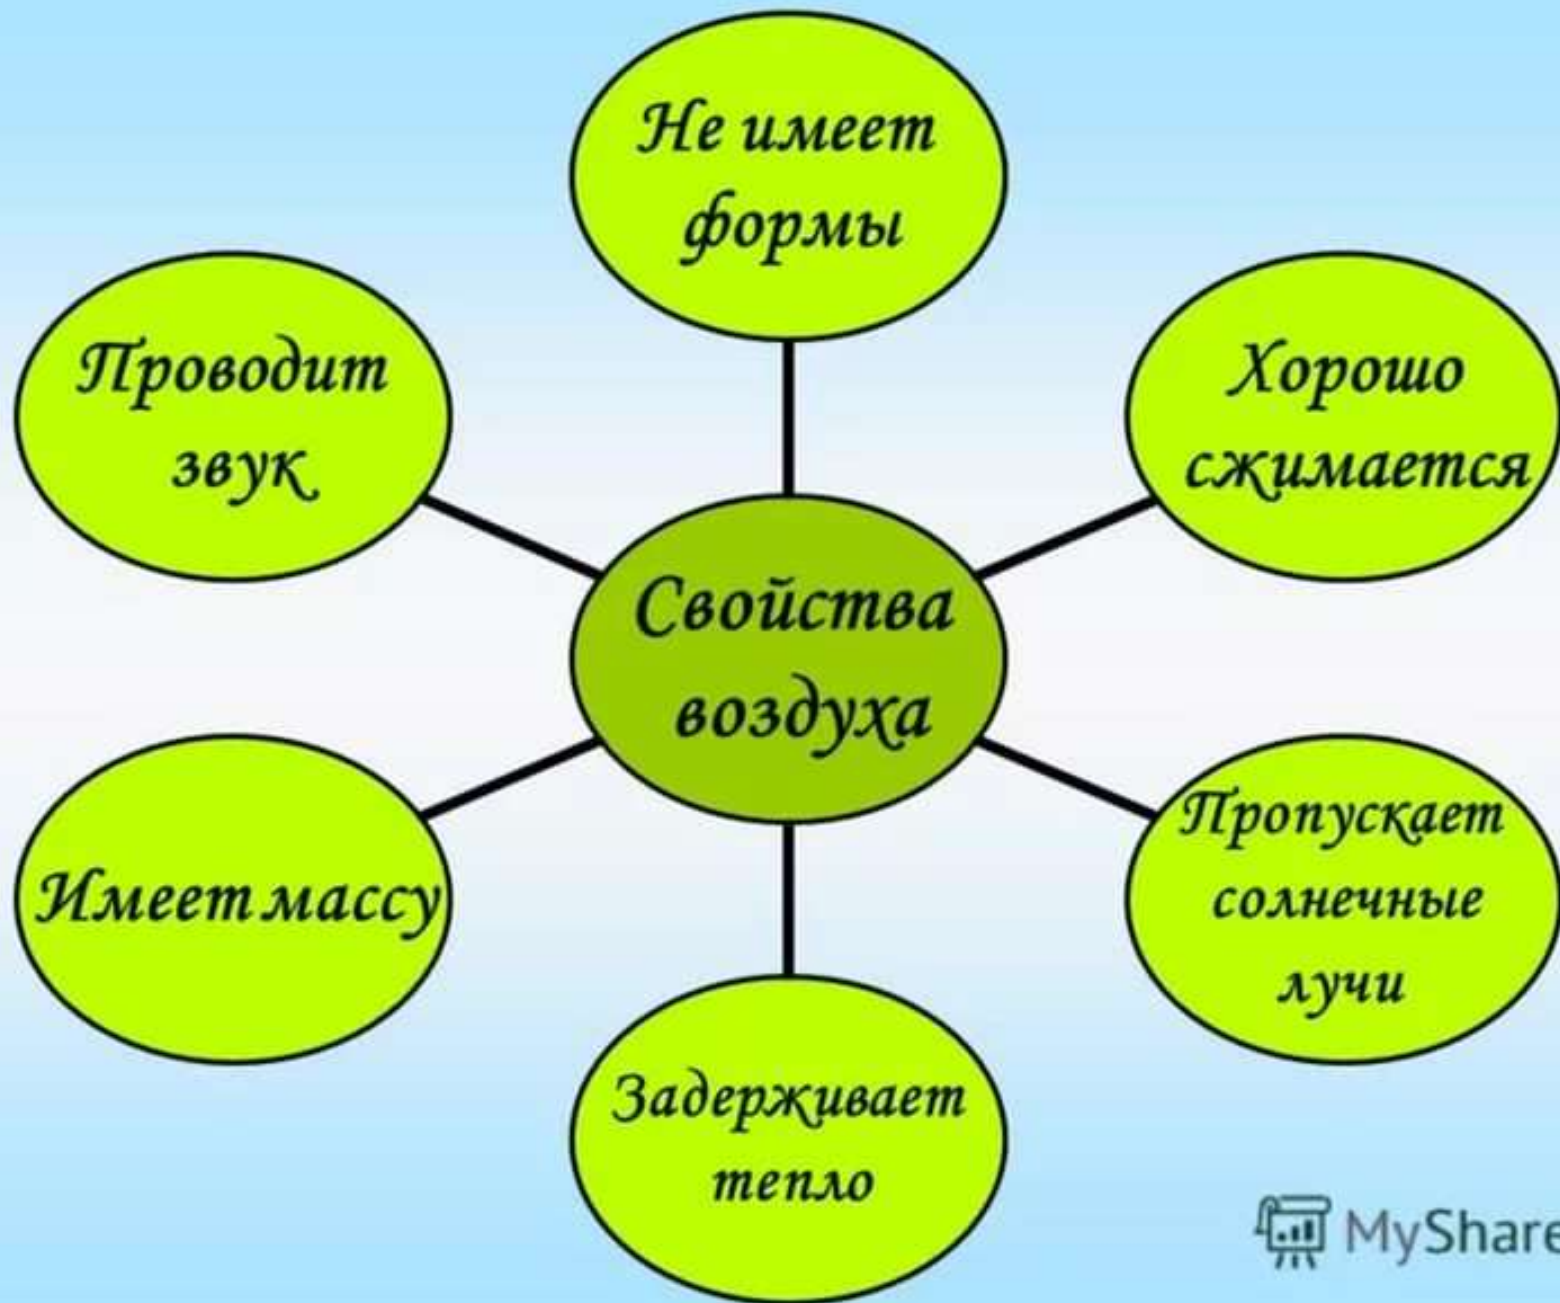 Не имеет
формы
Проводит
звук
Хорошо
сжимается
Свойства
воздуха
Имеет массу
Пропускает
солнечные
лучи
Задерживает
тепло
MyShare